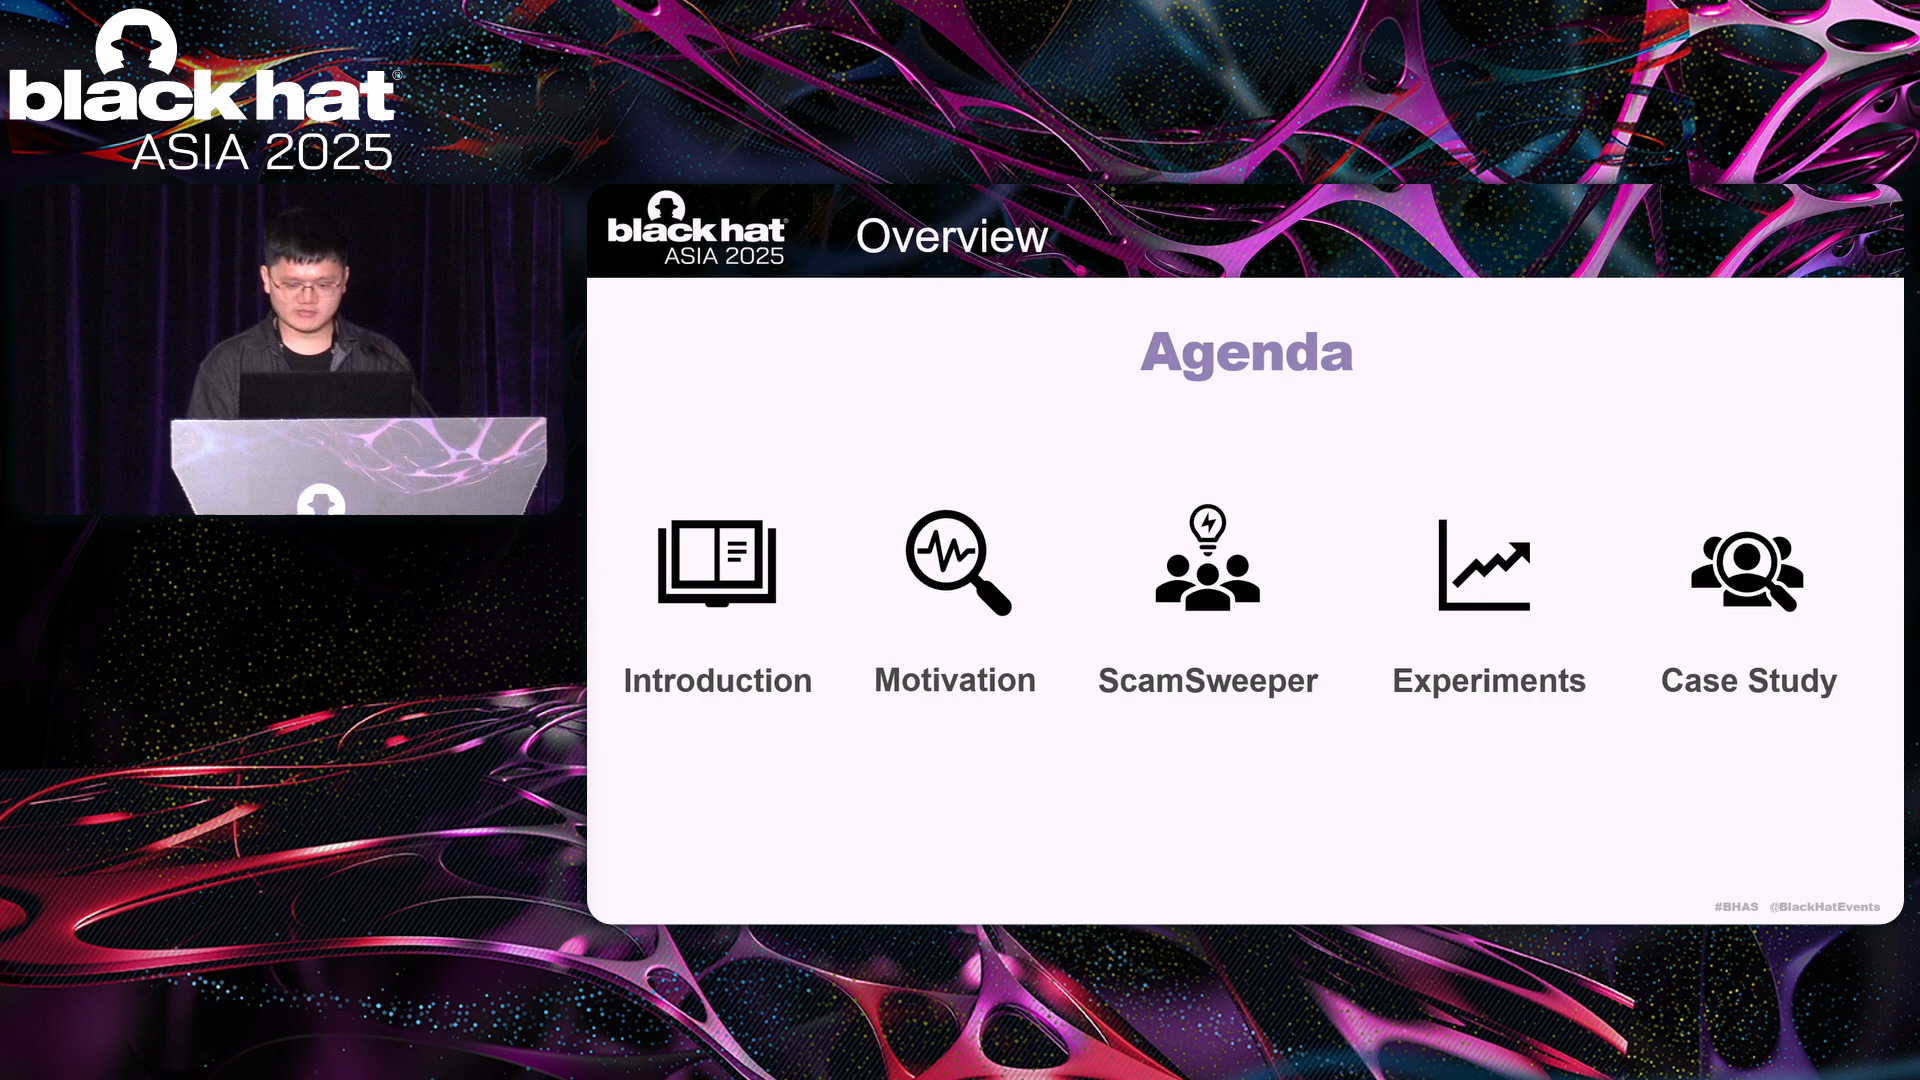 black hat®
ASIA 2025
black hat®
ASIA 2025
Overview
Agenda
Introduction
Motivation
ScamSweeper
Experiments
Case Study
#BHAS @BlackHatEvents